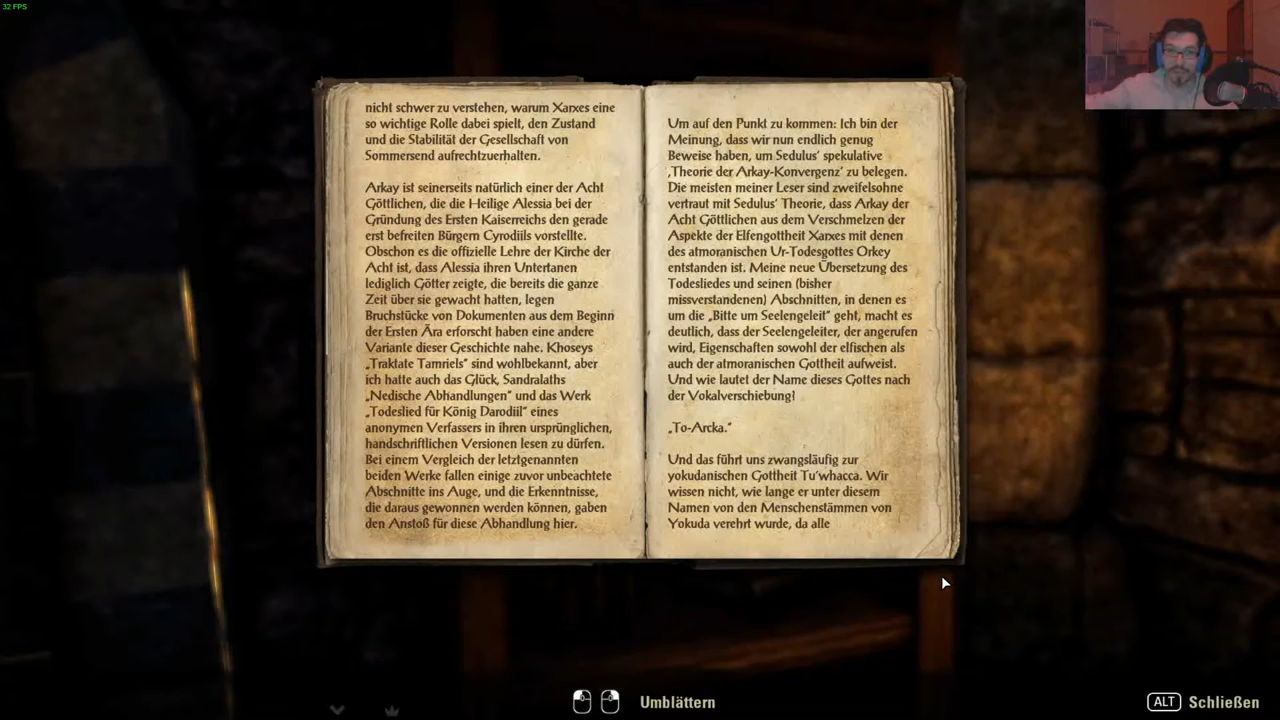 32 FPS
nicht schwer zu verstehen, warum Xarxes eine
so wichtige Rolle dabei spielt, den Zustand
und die Stabilität der Gesellschaft von
Sommersend aufrechtzuerhalten.
Arkay ist seinerseits natürlich einer der Acht
Göttlichen, die die Heilige Alessia bei der
Gründung des Ersten Kaiserreichs den gerade
erst befreiten Bürgern Cyrodiils vorstellte.
Obschon es die offizielle Lehre der Kirche der
Acht ist, dass Alessia ihren Untertanen
lediglich Götter zeigte, die bereits die ganze
Zeit über sie gewacht hatten, legen
Bruchstücke von Dokumenten aus dem Beginn
der Ersten Ära erforscht haben eine andere
Variante dieser Geschichte nahe. Khoseys
„Traktate Tamriels“ sind wohlbekannt, aber
ich hatte auch das Glück, Sandralaths
„Nedische Abhandlungen“ und das Werk
„Todeslied für König Darodiil“ eines
anonymen Verfassers in ihren ursprünglichen,
handschriftlichen Versionen lesen zu dürfen.
Bei einem Vergleich der letztgenannten
beiden Werke fallen einige zuvor unbeachtete
Abschnitte ins Auge, und die Erkenntnisse,
die daraus gewonnen werden können, gaben
den Anstoß für diese Abhandlung hier.
Um auf den Punkt zu kommen: Ich bin der
Meinung, dass wir nun endlich genug
Beweise haben, um Sedulus’ spekulative
‚Theorie der Arkay-Konvergenz’ zu belegen.
Die meisten meiner Leser sind zweifelsohne
vertraut mit Sedulus’ Theorie, dass Arkay der
Acht Göttlichen aus dem Verschmelzen der
Aspekte der Elfengottheit Xarxes mit denen
des atmoranischen Ur-Todesgottes Orkey
entstanden ist. Meine neue Übersetzung des
Todesliedes und seinen (bisher
missverstandenen) Abschnitten, in denen es
um die „Bitte um Seelengeleit“ geht, macht es
deutlich, dass der Seelengeleiter, der angerufen
wird, Eigenschaften sowohl der elfischen als
auch der atmoranischen Gottheit aufweist.
Und wie lautet der Name dieses Gottes nach
der Vokalverschiebung?
„To-Arcka.“
Und das führt uns zwangsläufig zur
yokudanischen Gottheit Tu’whacca. Wir
wissen nicht, wie lange er unter diesem
Namen von den Menschenstämmen von
Yokuda verehrt wurde, da alle
Umblättern
ALT Schließen